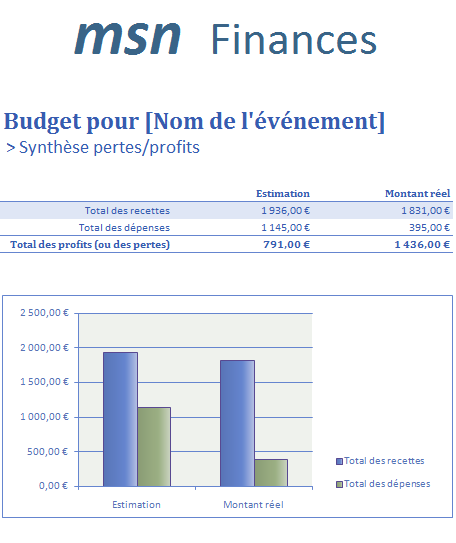 msn Finances
Budget pour [Nom de l'événement]
> Synthèse pertes/profits
Estimation Montant réel
Total des recettes 1 936,00 € 1 831,00 €
Total des dépenses 1 145,00 € 395,00 €
Total des profits (ou des pertes) 791,00 € 1 436,00 €
2 500,00 €
2 000,00 €
1 500,00 €
1 000,00 €
500,00 €
0,00 €
Estimation Montant réel
Total des recettes
Total des dépenses